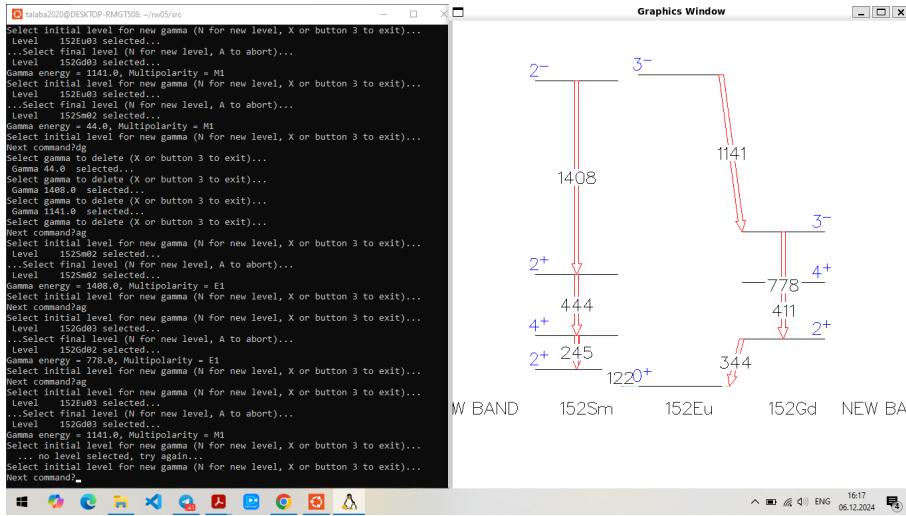 talaba2020@DESKTOP-RMGT508: ~/rw05/src
Select initial level for new gamma (N for new level, X or button 3 to exit)...
Level 152Eu03 selected...
...Select final level (N for new level, A to abort)...
Level 152Gd03 selected...
Gamma energy = 1141.0, Multipolarity = M1
Select initial level for new gamma (N for new level, X or button 3 to exit)...
Level 152Eu03 selected...
...Select final level (N for new level, A to abort)...
Level 152Sm02 selected...
Gamma energy = 44.0, Multipolarity = M1
Select initial level for new gamma (N for new level, X or button 3 to exit)...
Next command?dg
Select gamma to delete (X or button 3 to exit)...
Gamma 44.0 selected...
Select gamma to delete (X or button 3 to exit)...
Gamma 1408.0 selected...
Select gamma to delete (X or button 3 to exit)...
Gamma 1141.0 selected...
Select gamma to delete (X or button 3 to exit)...
Next command?ag
Select initial level for new gamma (N for new level, X or button 3 to exit)...
Level 152Sm02 selected...
...Select final level (N for new level, A to abort)...
Level 152Sm02 selected...
Gamma energy = 1408.0, Multipolarity = E1
Select initial level for new gamma (N for new level, X or button 3 to exit)...
Next command?ag
Select initial level for new gamma (N for new level, X or button 3 to exit)...
Level 152Gd03 selected...
...Select final level (N for new level, A to abort)...
Level 152Gd02 selected...
Gamma energy = 778.0, Multipolarity = E1
Select initial level for new gamma (N for new level, X or button 3 to exit)...
Next command?ag
Select initial level for new gamma (N for new level, X or button 3 to exit)...
Level 152Eu03 selected...
...Select final level (N for new level, A to abort)...
Level 152Gd03 selected...
Gamma energy = 1141.0, Multipolarity = M1
Select initial level for new gamma (N for new level, X or button 3 to exit)...
... no level selected, try again...
Select initial level for new gamma (N for new level, X or button 3 to exit)...
Next command?
Graphics Window
2⁻ 3⁻
1141
1408
3⁻
2⁺ 4⁺
778
444 411
4⁺ 2⁺
245 344
2⁺ 122 0⁺
W BAND 152Sm 152Eu 152Gd NEW BA
41
ENG 16:17
06.12.2024
4